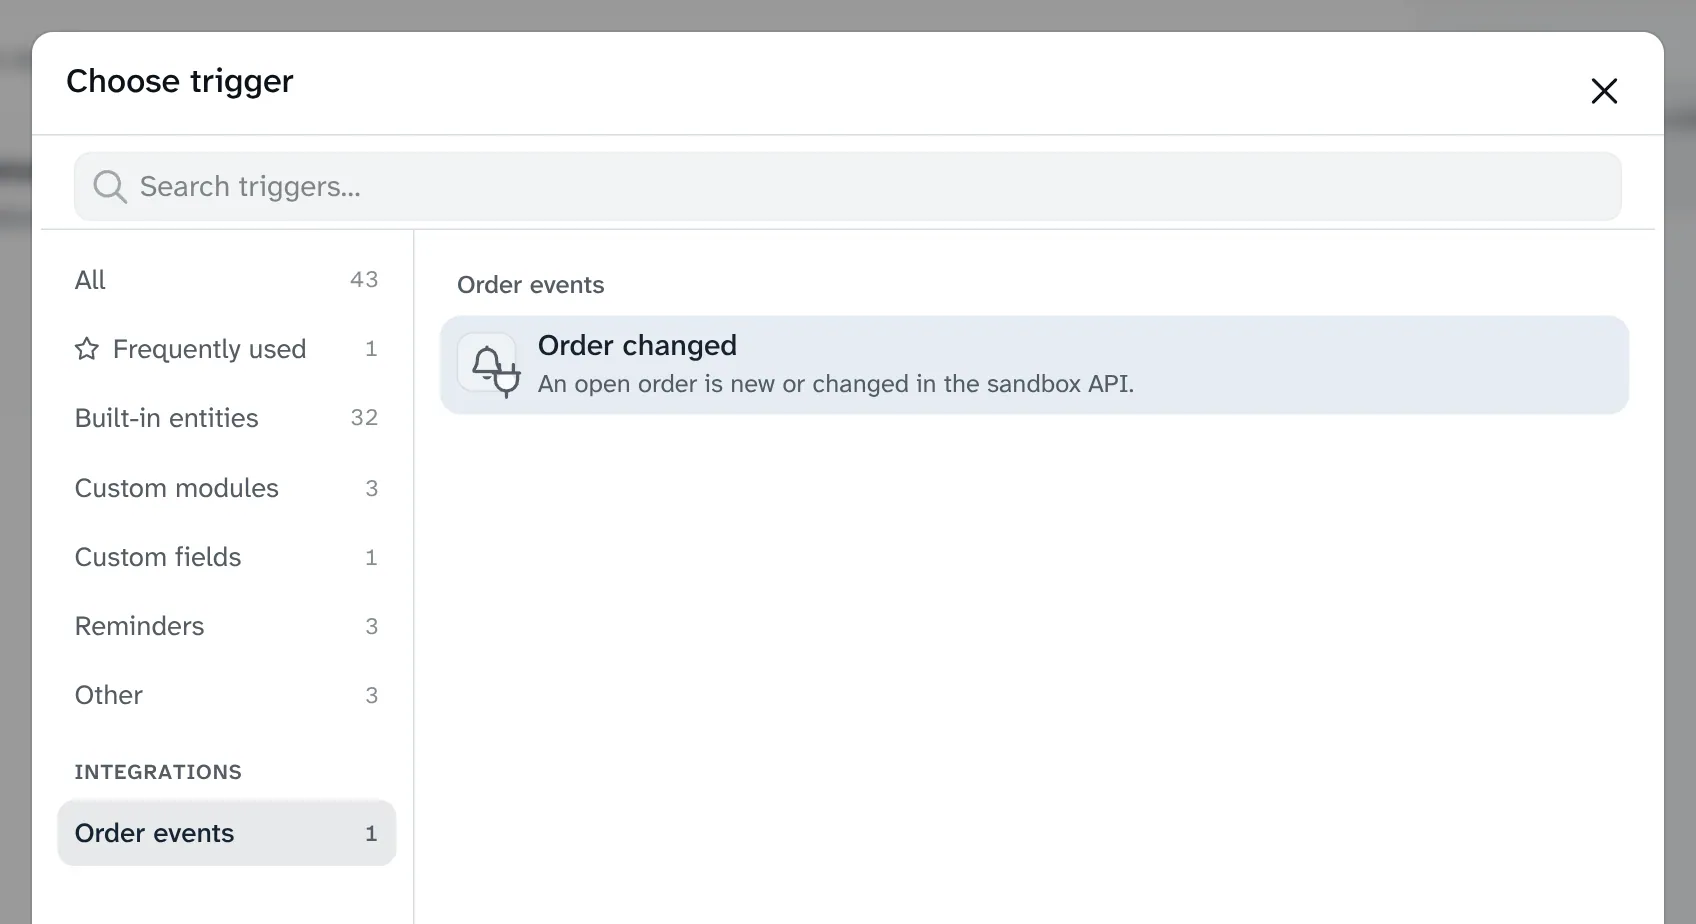 Choose trigger
Search triggers...
All 43
Frequently used 1
Built-in entities 32
Custom modules 3
Custom fields 1
Reminders 3
Other 3
INTEGRATIONS
Order events 1
Order events
Order changed
An open order is new or changed in the sandbox API.